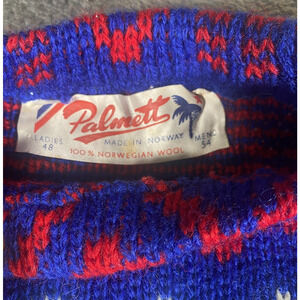 Palmett
MADE IN NORWAY
LADIES 48
MENS 54
100% NORWEGIAN WOOL